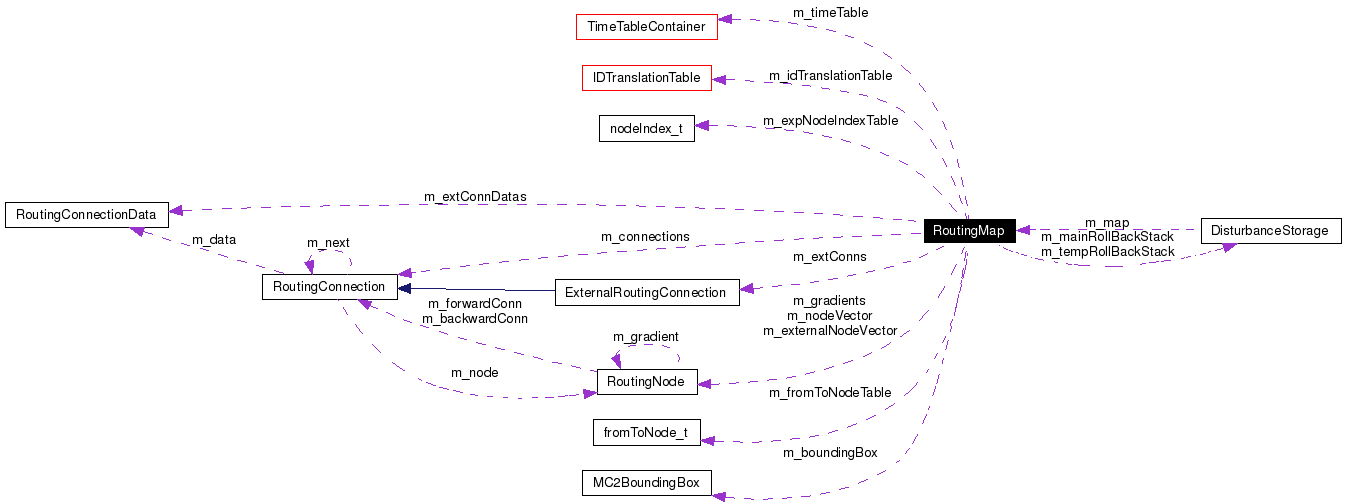 m_timeTable
TimeTableContainer
m_idTranslationTable
IDTranslationTable
m_expNodeIndexTable
nodeIndex_t
m_extConnDatas
RoutingConnectionData
m_data
m_next
m_connections
RoutingMap
m_map
m_mainRollBackStack
m_tempRollBackStack
DisturbanceStorage
m_extConns
RoutingConnection
ExternalRoutingConnection
m_forwardConn
m_backwardConn
m_gradients
m_nodeVector
m_externalNodeVector
m_gradient
m_node
RoutingNode
m_fromToNodeTable
fromToNode_t
m_boundingBox
MC2BoundingBox